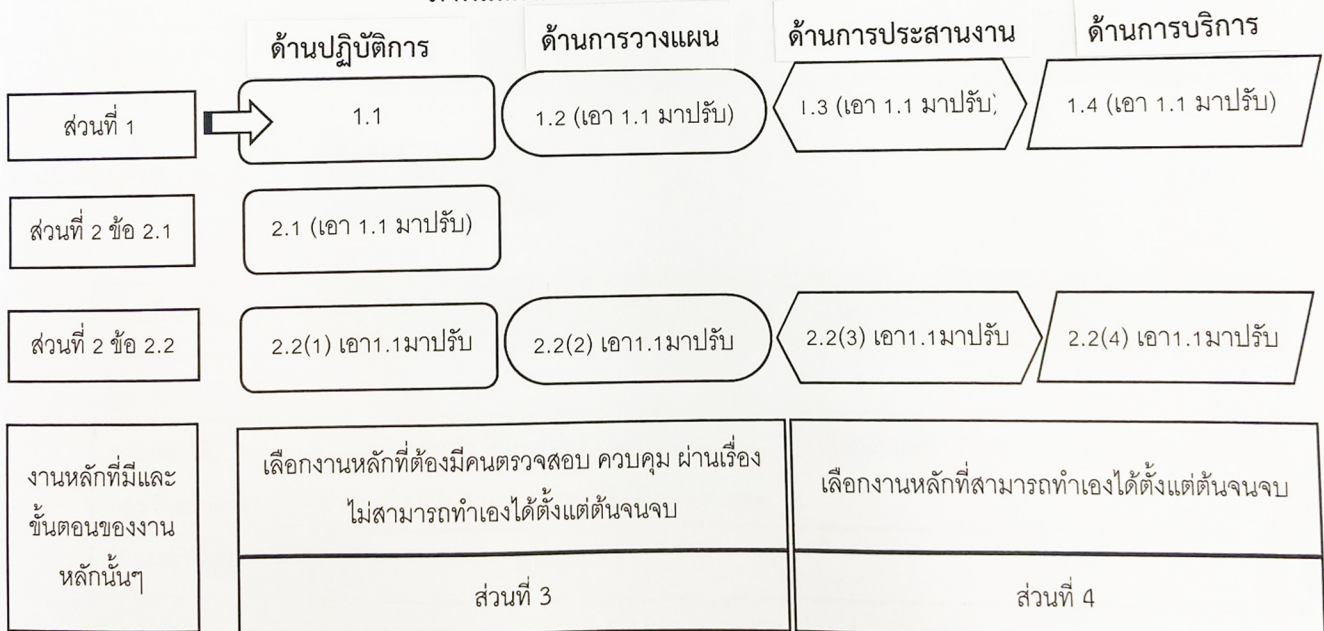 ด้านปฏิบัติการ
ด้านการวางแผน
ด้านการประสานงาน
ด้านการบริการ
ส่วนที่ 1
1.1
1.2 (เอา 1.1 มาปรับ)
1.3 (เอา 1.1 มาปรับ)
1.4 (เอา 1.1 มาปรับ)
ส่วนที่ 2 ข้อ 2.1
2.1 (เอา 1.1 มาปรับ)
ส่วนที่ 2 ข้อ 2.2
2.2(1) เอา1.1มาปรับ
2.2(2) เอา1.1มาปรับ
2.2(3) เอา1.1มาปรับ
2.2(4) เอา1.1มาปรับ
งานหลักที่มีและ
ขั้นตอนของงาน
หลักนั้นๆ
เลือกงานหลักที่ต้องมีคนตรวจสอบ ควบคุม ผ่านเรื่อง
ไม่สามารถทำเองได้ตั้งแต่ต้นจนจบ
เลือกงานหลักที่สามารถทำเองได้ตั้งแต่ต้นจนจบ
ส่วนที่ 3
ส่วนที่ 4